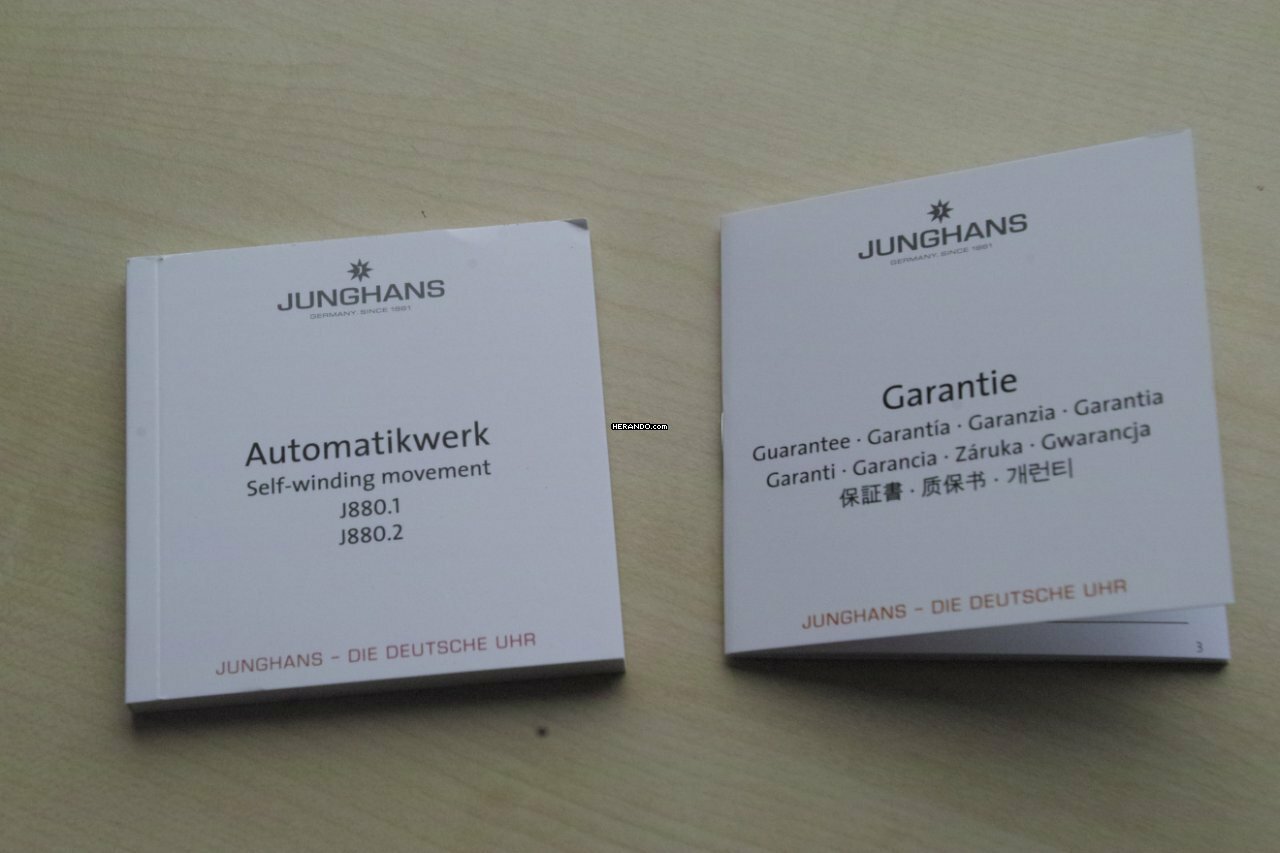 JUNGHANS
GERMANY. SINCE 1861
Automatikwerk
Self-winding movement
J880.1
J880.2
JUNGHANS – DIE DEUTSCHE UHR
HERANDO.com
JUNGHANS
GERMANY. SINCE 1861
Garantie
Guarantee · Garantía · Garanzia · Garantia
Garanti · Garancia · Záruka · Gwarancja
保証書 · 质保书 · 개런티
JUNGHANS – DIE DEUTSCHE UHR
3